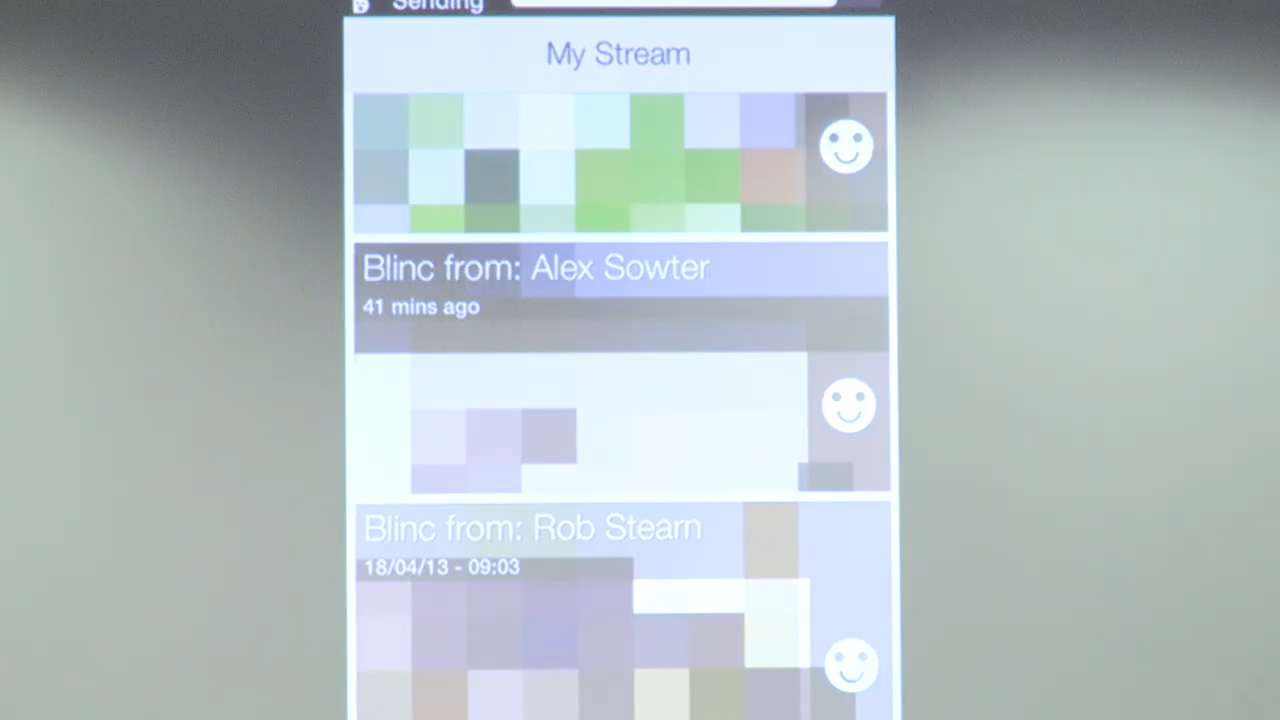 Sending
My Stream
Blinc from: Alex Sowter
41 mins ago
Blinc from: Rob Stearn
18/04/13 - 09:03